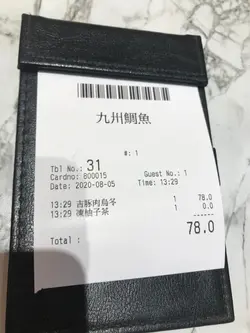 九州鯛魚
#: 1
Tbl No.: 31
Cardno: 800015 Guest No.: 1
Date: 2020-08-05 Time: 13:29
13:29 吉豚肉烏冬 1 78.0
13:29 凍柚子茶 1 0
Total : 78.0